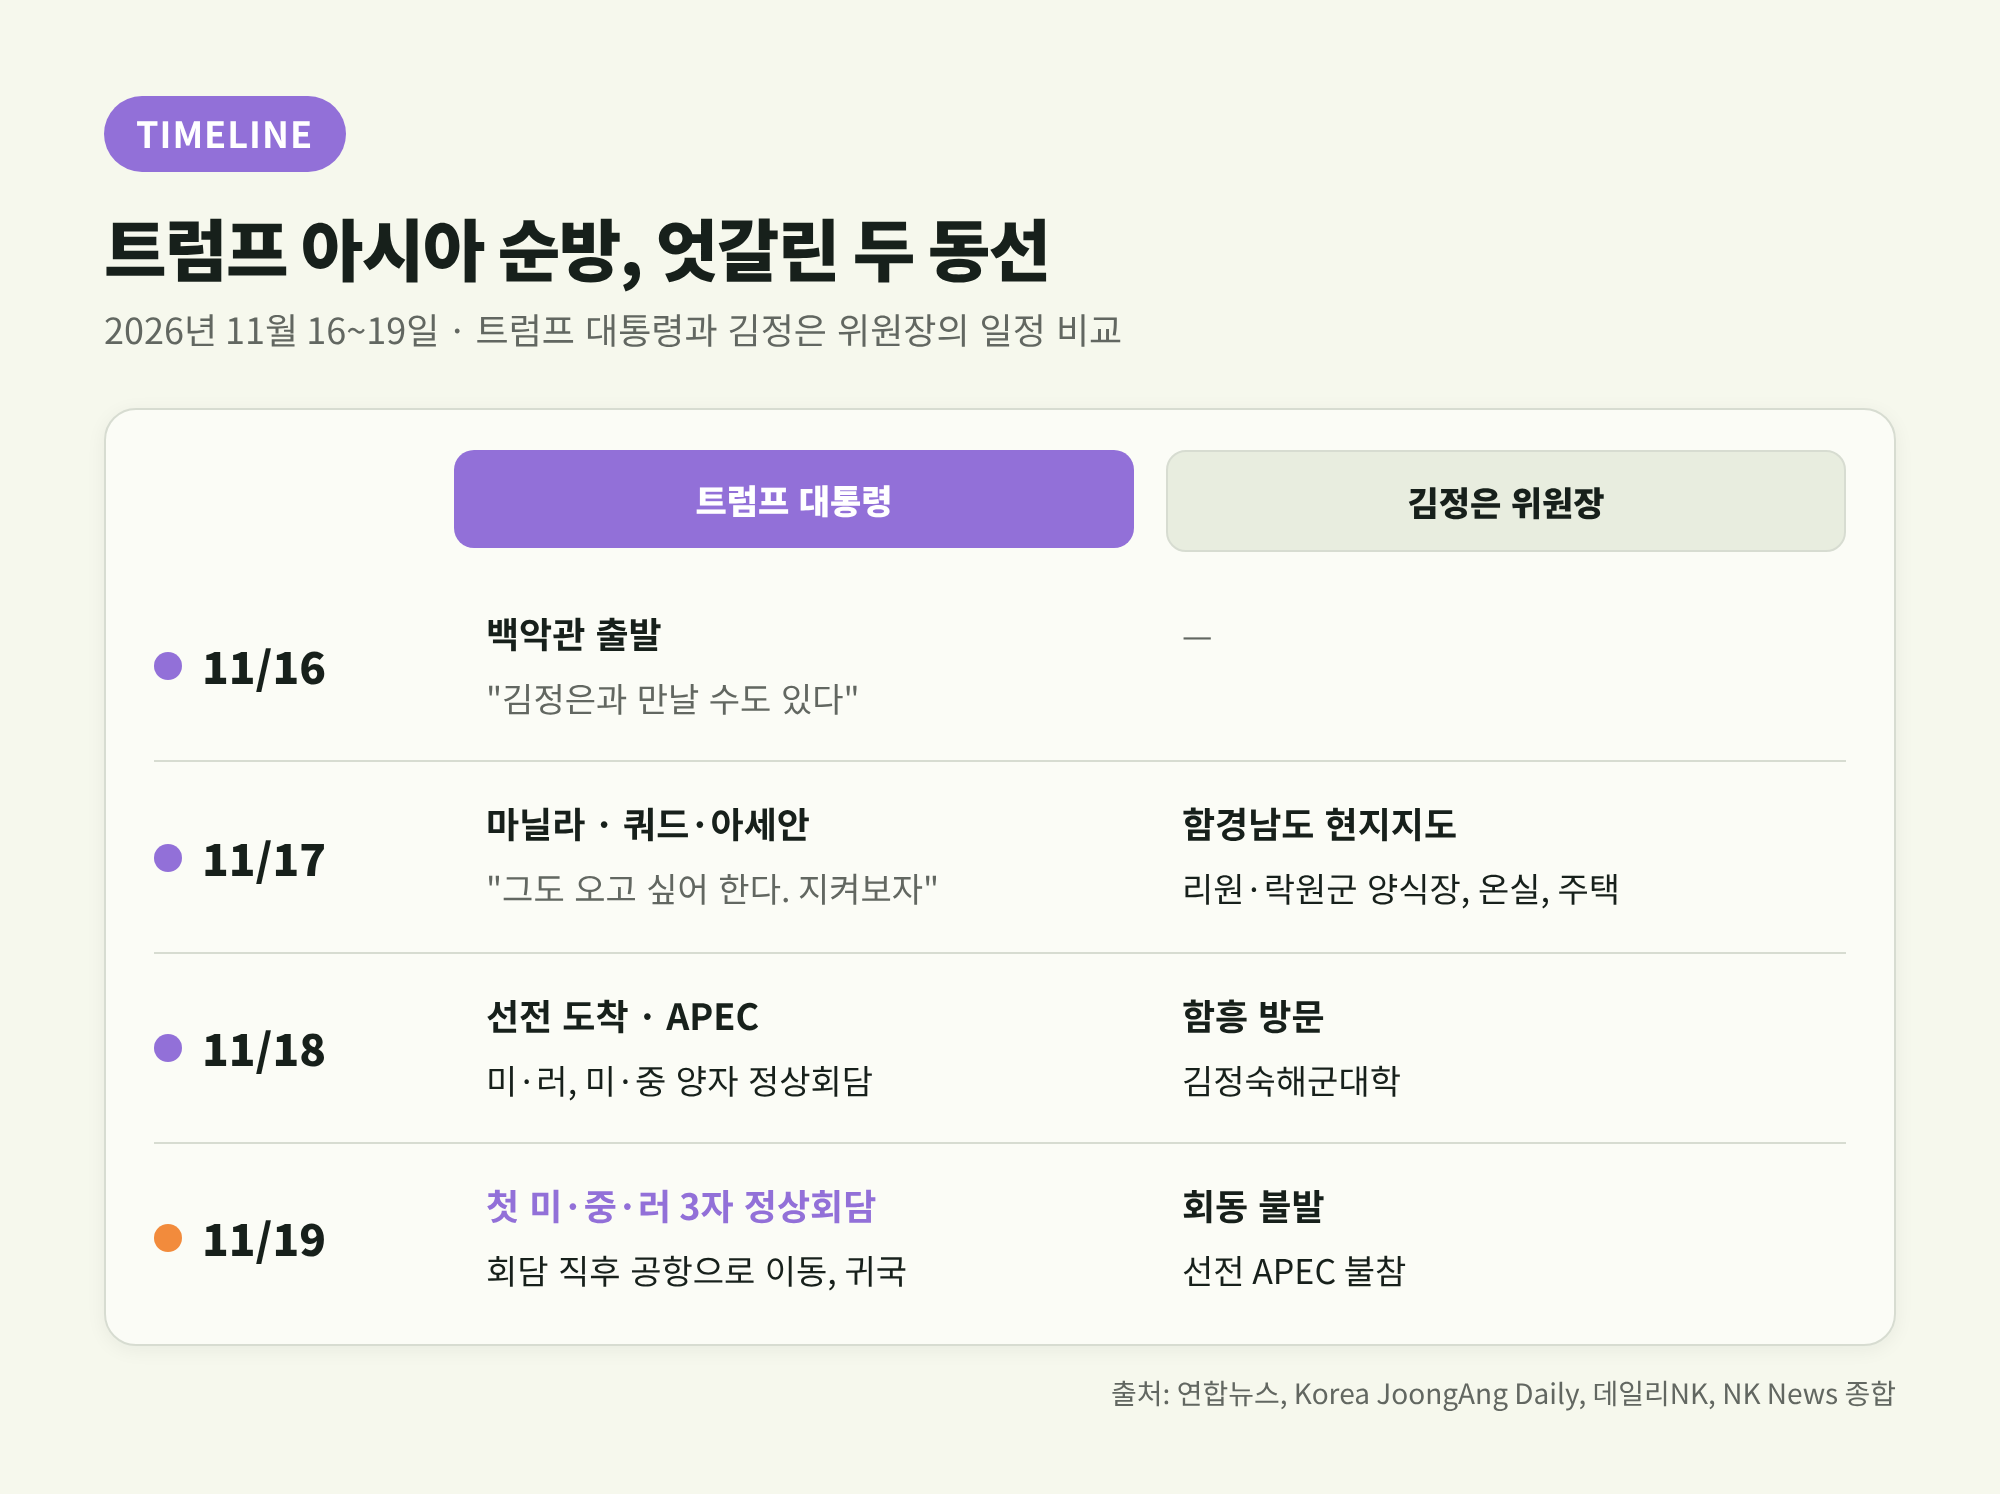 TIMELINE
트럼프 아시아 순방, 엇갈린 두 동선
2026년 11월 16~19일 · 트럼프 대통령과 김정은 위원장의 일정 비교
트럼프 대통령
김정은 위원장
11/16
백악관 출발
"김정은과 만날 수도 있다"
—
11/17
마닐라 · 쿼드·아세안
"그도 오고 싶어 한다. 지켜보자"
함경남도 현지지도
리원·락원군 양식장, 온실, 주택
11/18
선전 도착 · APEC
미·러, 미·중 양자 정상회담
함흥 방문
김정숙해군대학
11/19
첫 미·중·러 3자 정상회담
회담 직후 공항으로 이동, 귀국
회동 불발
선전 APEC 불참
출처: 연합뉴스, Korea JoongAng Daily, 데일리NK, NK News 종합